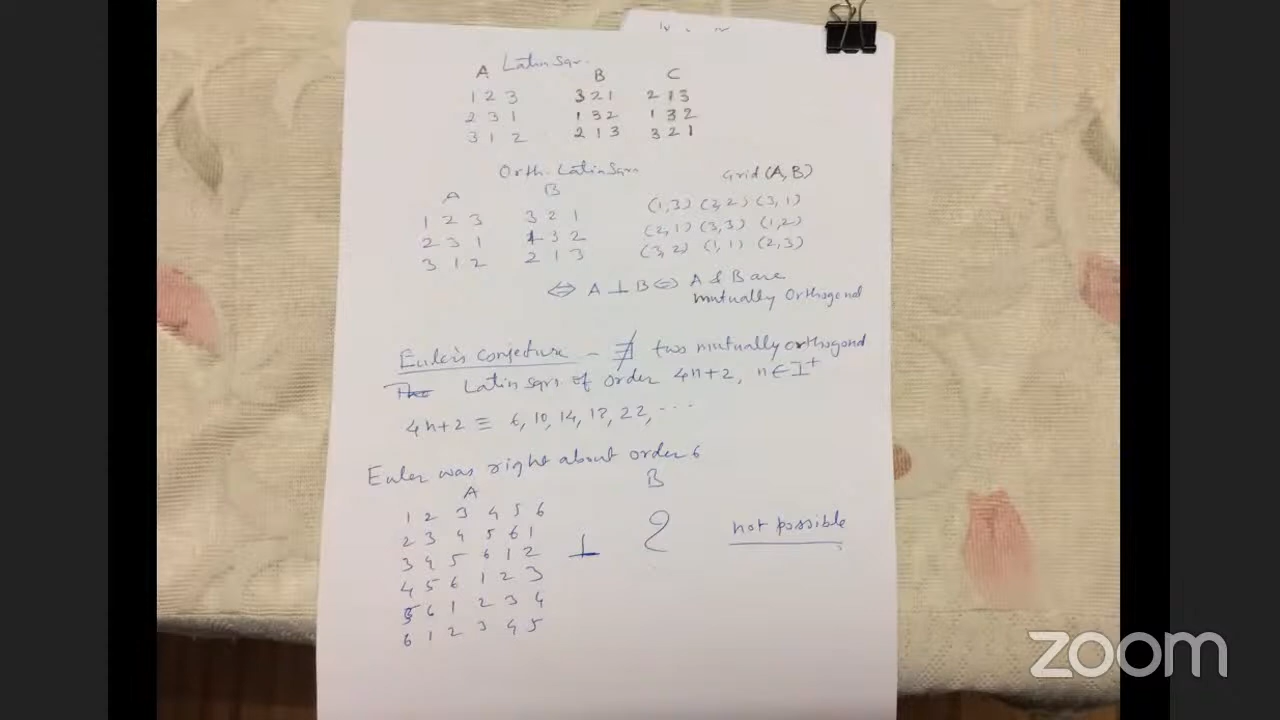 Latin Sqr.
A B C
1 2 3 3 2 1 2 1 3
2 3 1 1 3 2 1 3 2
3 1 2 2 1 3 3 2 1
Orth. Latin Sqrs Grid (A, B)
A B
1 2 3 3 2 1 (1,3) (2,2) (3,1)
2 3 1 1 3 2 (2,1) (3,3) (1,2)
3 1 2 2 1 3 (3,2) (1,1) (2,3)
⇔ A ⊥ B ⇔ A & B are
mutually Orthogonal
Euler's Conjecture - ∄ two mutually orthogonal
Latin sqrs of order 4n+2, n ∈ I⁺
4n+2 ≡ 6, 10, 14, 18, 22, ...
Euler was right about order 6
A B
1 2 3 4 5 6
2 3 4 5 6 1 ⊥ ? not possible
3 4 5 6 1 2
4 5 6 1 2 3
5 6 1 2 3 4
6 1 2 3 4 5
zoom